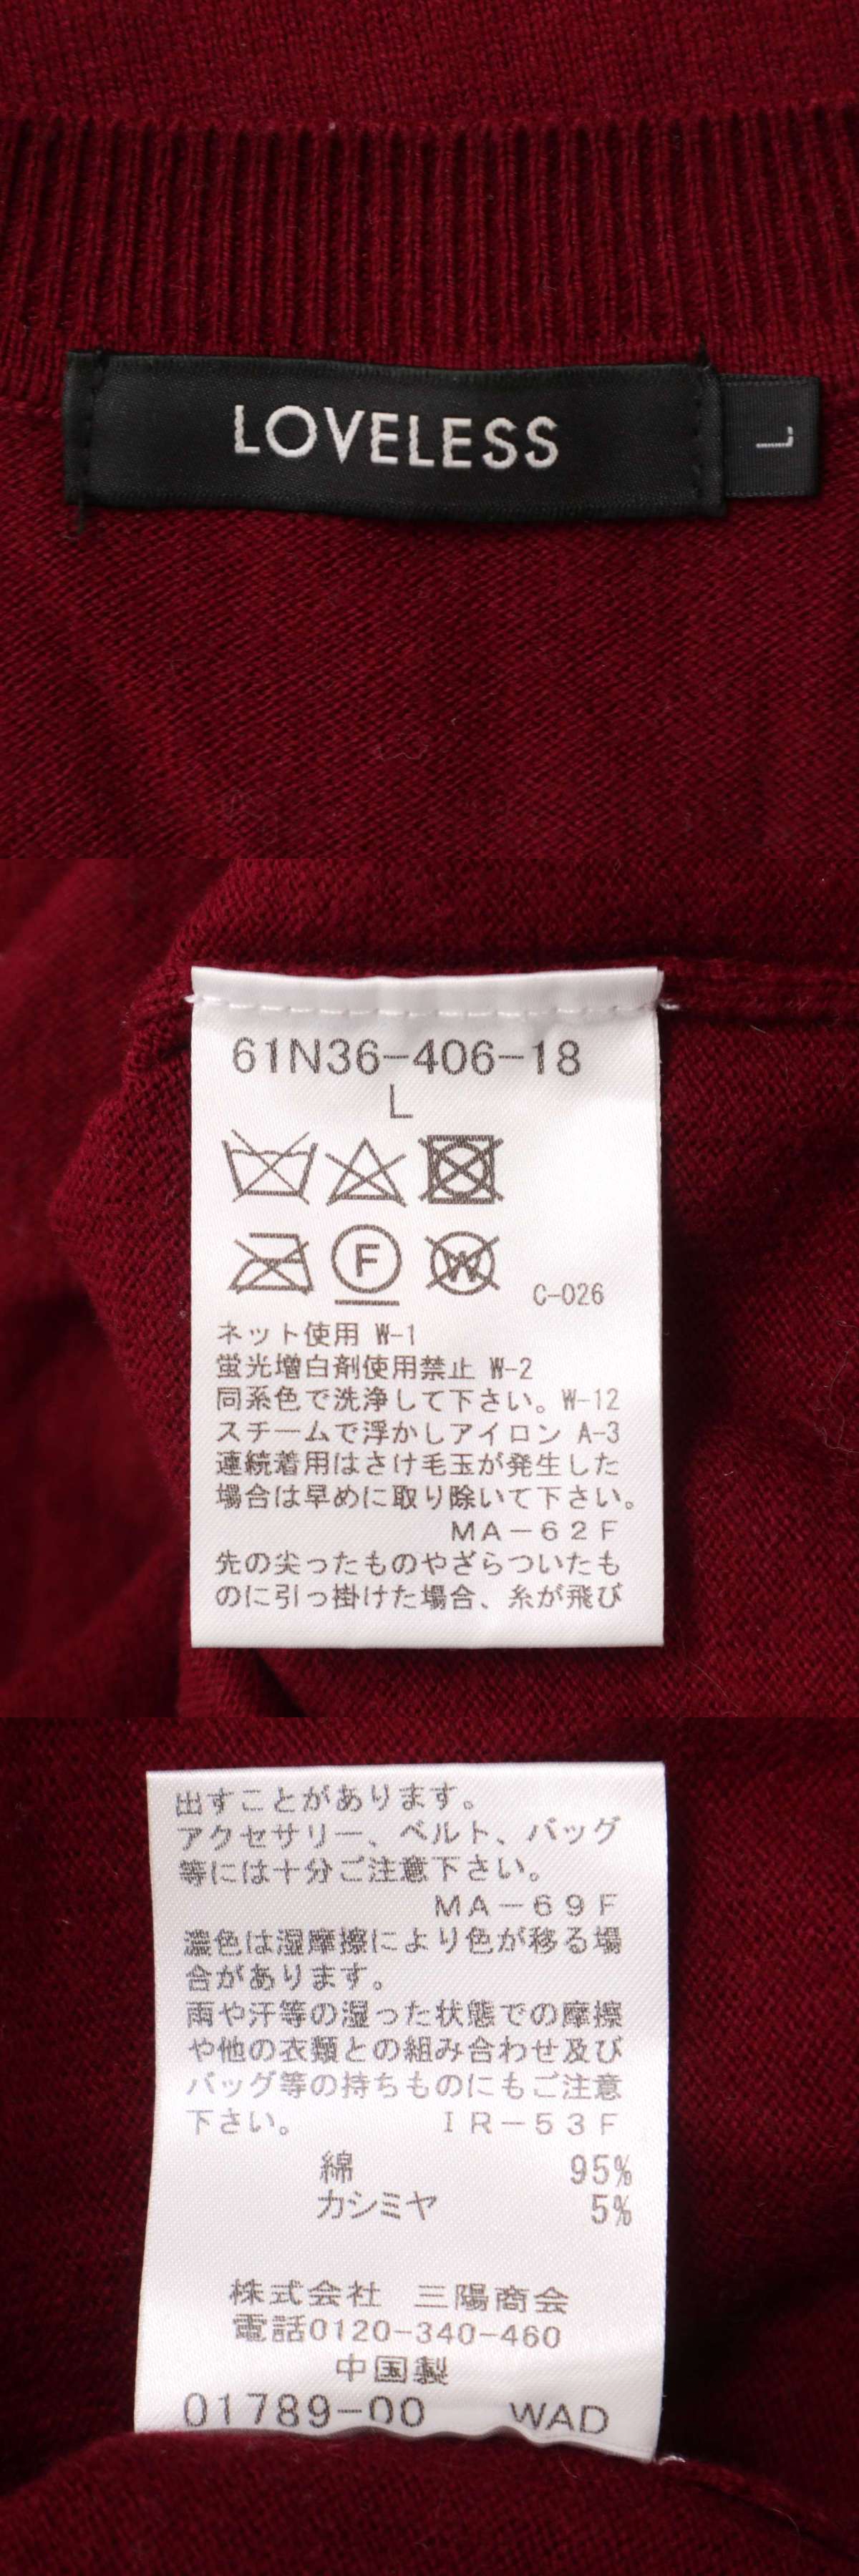 LOVELESS
L
61N36-406-18
L
F
W
C-026
ネット使用 W-1
蛍光増白剤使用禁止 W-2
同系色で洗浄して下さい。W-12
スチームで浮かしアイロン A-3
連続着用はさけ毛玉が発生した
場合は早めに取り除いて下さい。
MA-62F
先の尖ったものやざらついたも
のに引っ掛けた場合、糸が飛び
出すことがあります。
アクセサリー、ベルト、バッグ
等には十分ご注意下さい。
MA-69F
濃色は湿摩擦により色が移る場
合があります。
雨や汗等の湿った状態での摩擦
や他の衣類との組み合わせ及び
バッグ等の持ちものにもご注意
下さい。 IR-53F
綿 95%
カシミヤ 5%
株式会社 三陽商会
電話0120-340-460
中国製
01789-00 WAD